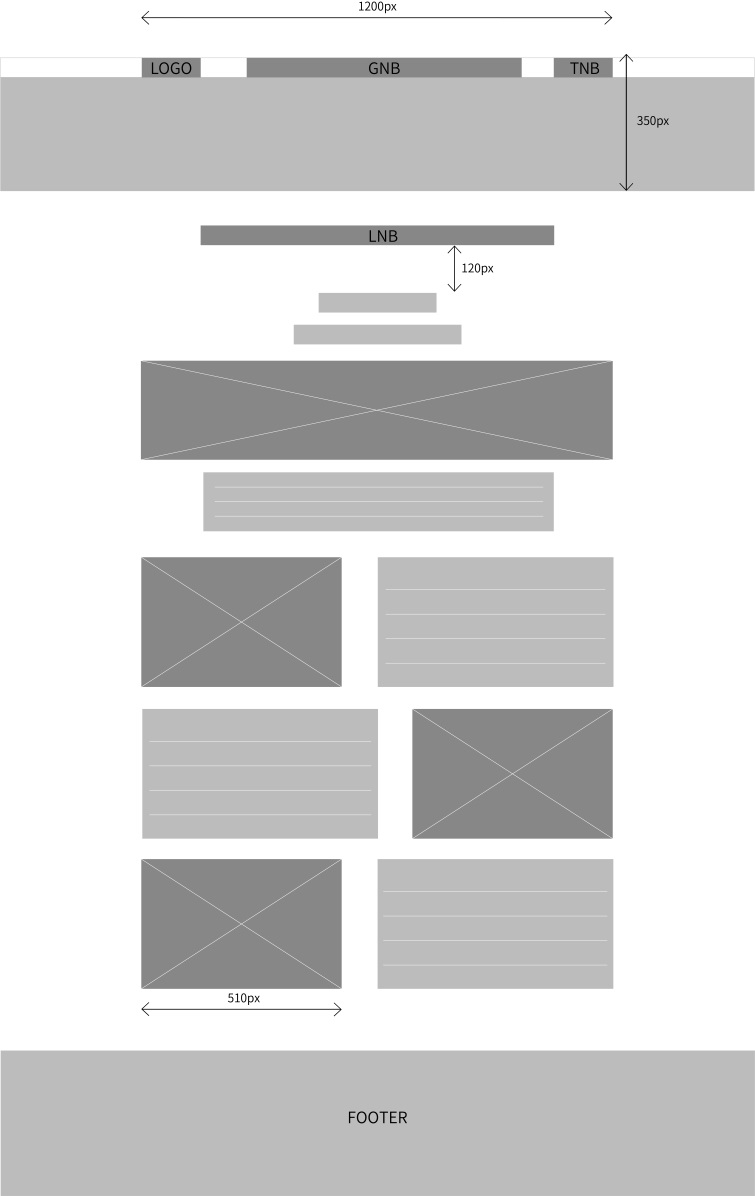 1200px
LOGO
GNB
TNB
350px
LNB
120px
510px
FOOTER